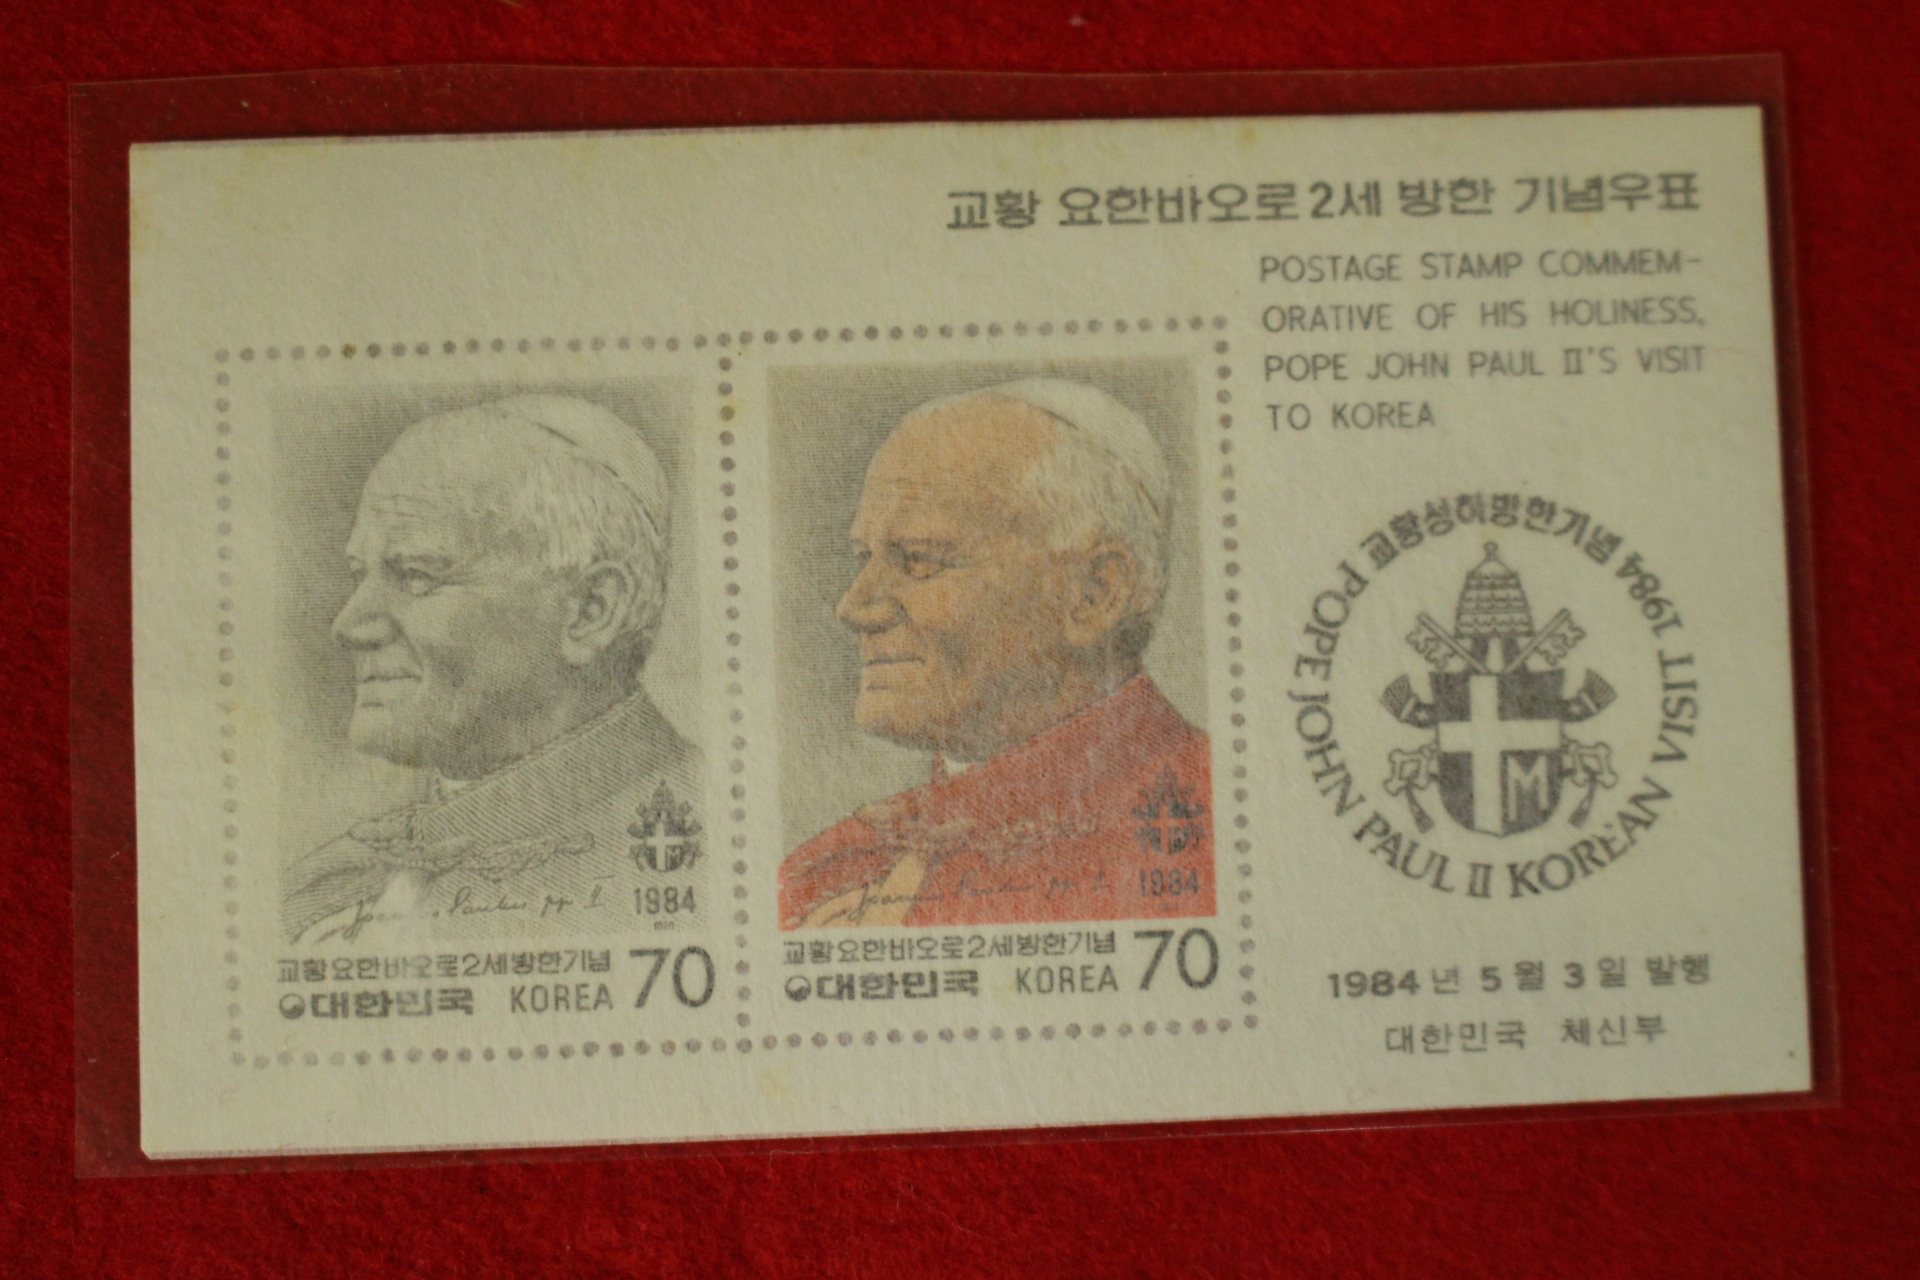 교황 요한바오로 2세 방한 기념우표
POSTAGE STAMP COMMEM-
ORATIVE OF HIS HOLINESS,
POPE JOHN PAUL II'S VISIT
TO KOREA
1984
min
교황요한바오로2세방한기념 70
대한민국 KOREA
1984
교황요한바오로2세방한기념 70
대한민국 KOREA
교황성하방한기념 1984
POPE JOHN PAUL II KOREAN VISIT
M
1984년 5월 3일 발행
대한민국 체신부